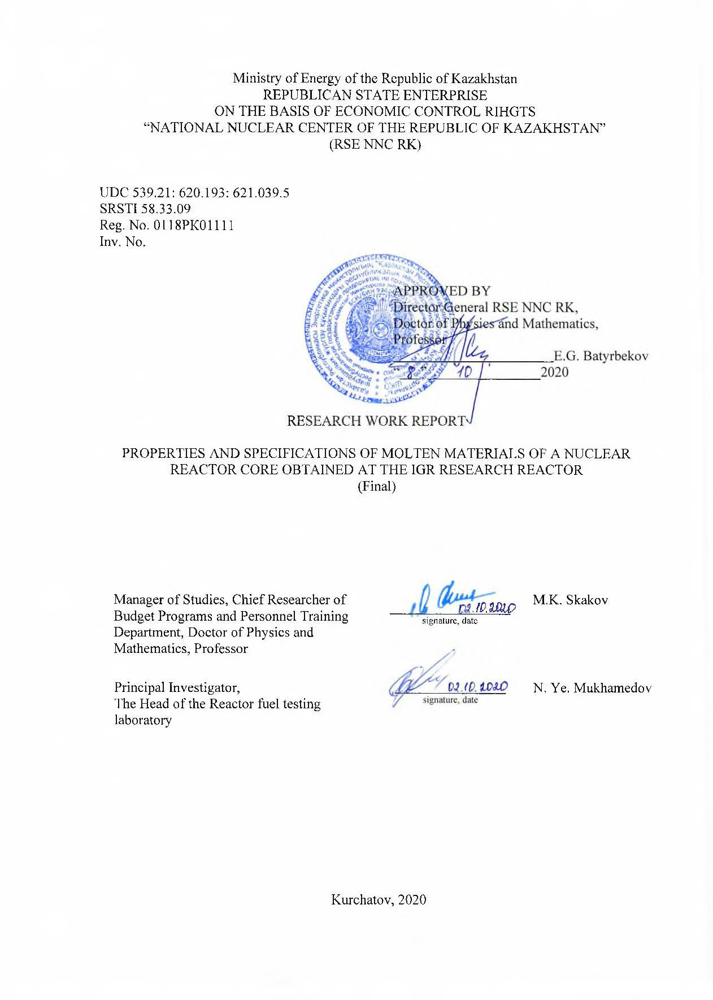 Ministry of Energy of the Republic of Kazakhstan
REPUBLICAN STATE ENTERPRISE
ON THE BASIS OF ECONOMIC CONTROL RIHGTS
“NATIONAL NUCLEAR CENTER OF THE REPUBLIC OF KAZAKHSTAN”
(RSE NNC RK)
UDC 539.21: 620.193: 621.039.5
SRSTI 58.33.09
Reg. No. 0118РК01111
Inv. No.
APPROVED BY
Director General RSE NNC RK,
Doctor of Physics and Mathematics,
Professor
E.G. Batyrbekov
“8” 10 2020
RESEARCH WORK REPORT
PROPERTIES AND SPECIFICATIONS OF MOLTEN MATERIALS OF A NUCLEAR
REACTOR CORE OBTAINED AT THE IGR RESEARCH REACTOR
(Final)
Manager of Studies, Chief Researcher of
Budget Programs and Personnel Training
Department, Doctor of Physics and
Mathematics, Professor
02.10.2020
signature, date
M.K. Skakov
Principal Investigator,
The Head of the Reactor fuel testing
laboratory
02.10.2020
signature, date
N. Ye. Mukhamedov
Kurchatov, 2020